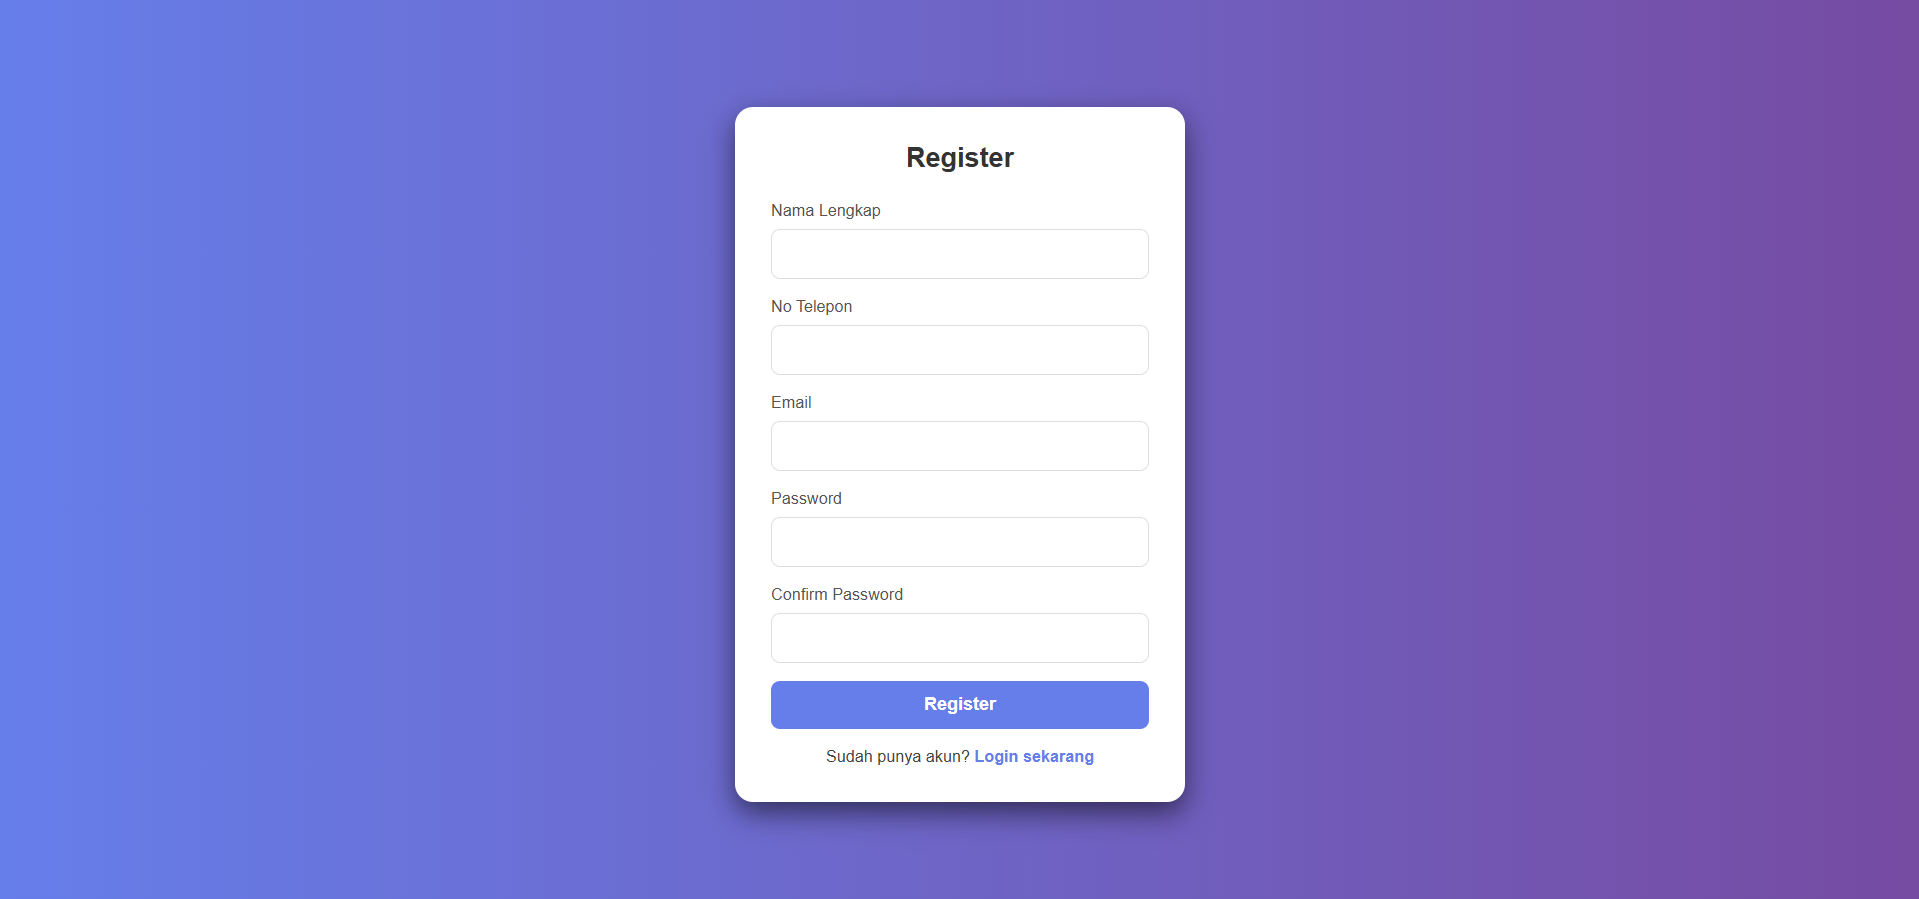 Register
Nama Lengkap
No Telepon
Email
Password
Confirm Password
Register
Sudah punya akun? Login sekarang